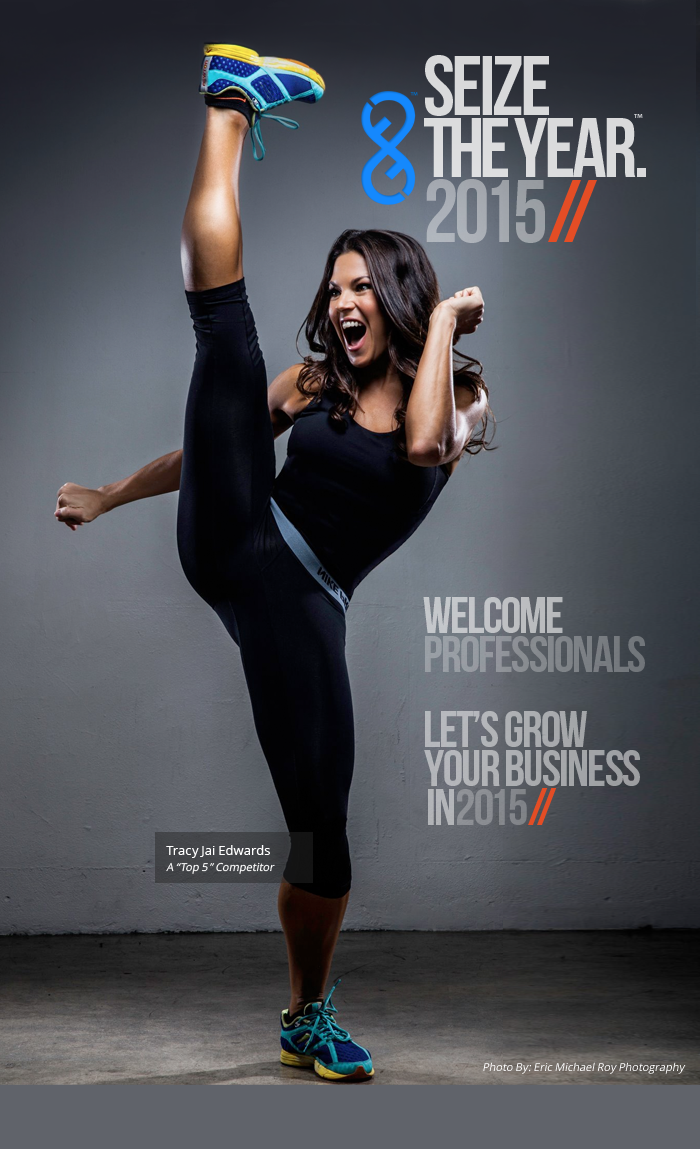 SEIZE
THE YEAR.™
2015//
WELCOME
PROFESSIONALS
LET'S GROW
YOUR BUSINESS
IN2015//
NIKE
Tracy Jai Edwards
A “Top 5” Competitor
Photo By: Eric Michael Roy Photography